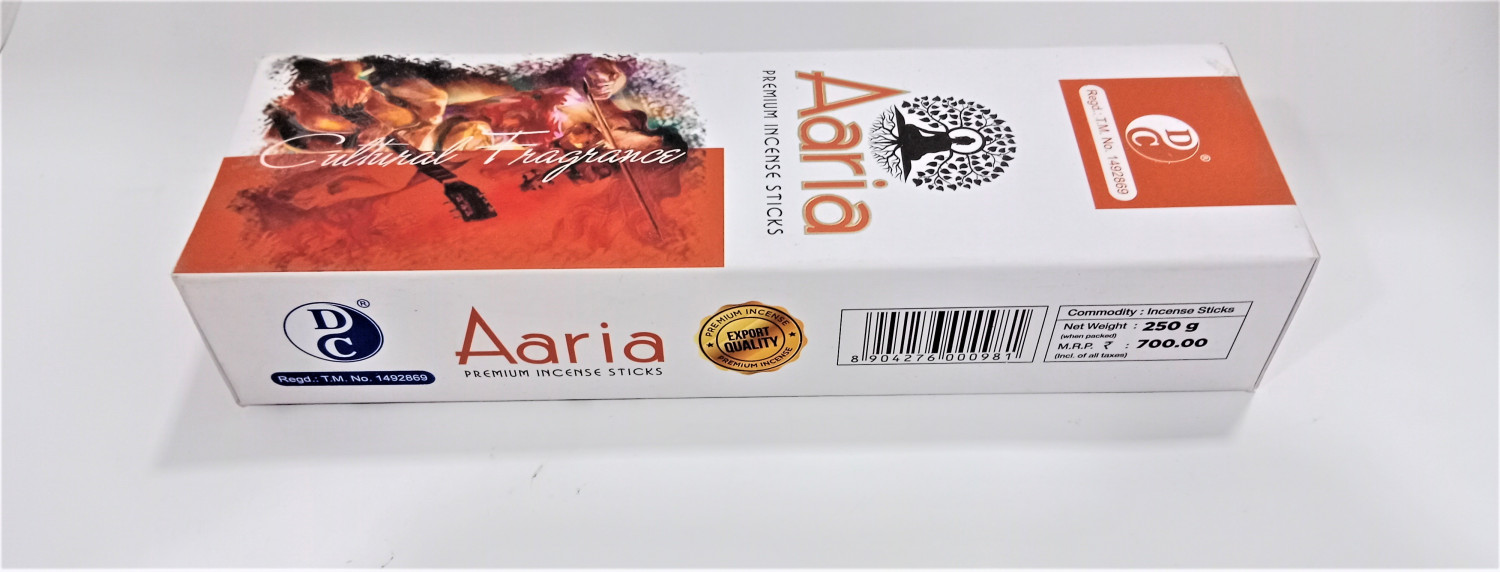 Cultural Fragrance
Aaria
PREMIUM INCENSE STICKS
DC ®
Regd.: T.M. No. 1492869
DC ®
Regd.: T.M. No. 1492869
Aaria
PREMIUM INCENSE STICKS
PREMIUM INCENSE
EXPORT
QUALITY
PREMIUM INCENSE
8 904276 000981
Commodity : Incense Sticks
Net Weight : 250 g
(when packed)
M.R.P. ₹ : 700.00
(Incl. of all taxes)